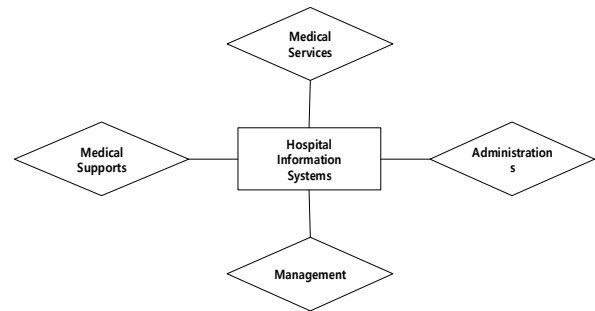 Medical
Services
Medical
Supports
Hospital
Information
Systems
Administration
s
Management